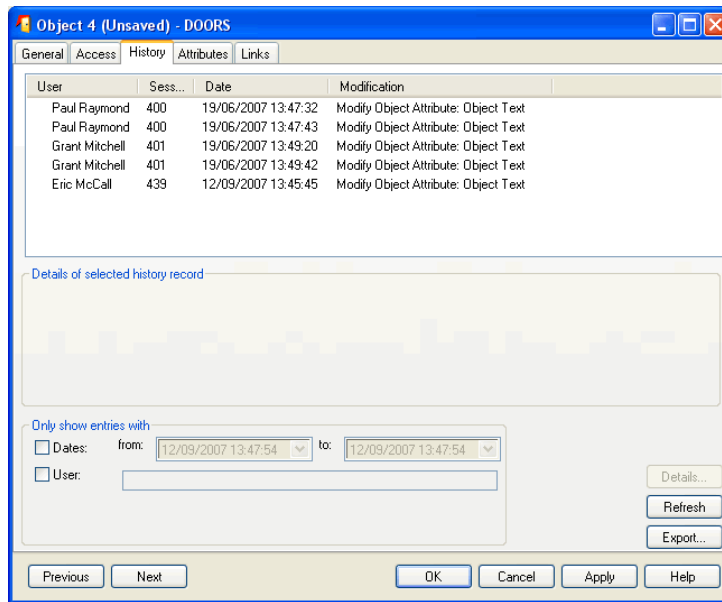 Object 4 (Unsaved) - DOORS
General Access History Attributes Links
User Sess... Date Modification
Paul Raymond 400 19/06/2007 13:47:32 Modify Object Attribute: Object Text
Paul Raymond 400 19/06/2007 13:47:43 Modify Object Attribute: Object Text
Grant Mitchell 401 19/06/2007 13:49:20 Modify Object Attribute: Object Text
Grant Mitchell 401 19/06/2007 13:49:42 Modify Object Attribute: Object Text
Eric McCall 439 12/09/2007 13:45:45 Modify Object Attribute: Object Text
Details of selected history record
Only show entries with
Dates: from: 12/09/2007 13:47:54 to: 12/09/2007 13:47:54
User:
Details...
Refresh
Export...
Previous Next OK Cancel Apply Help